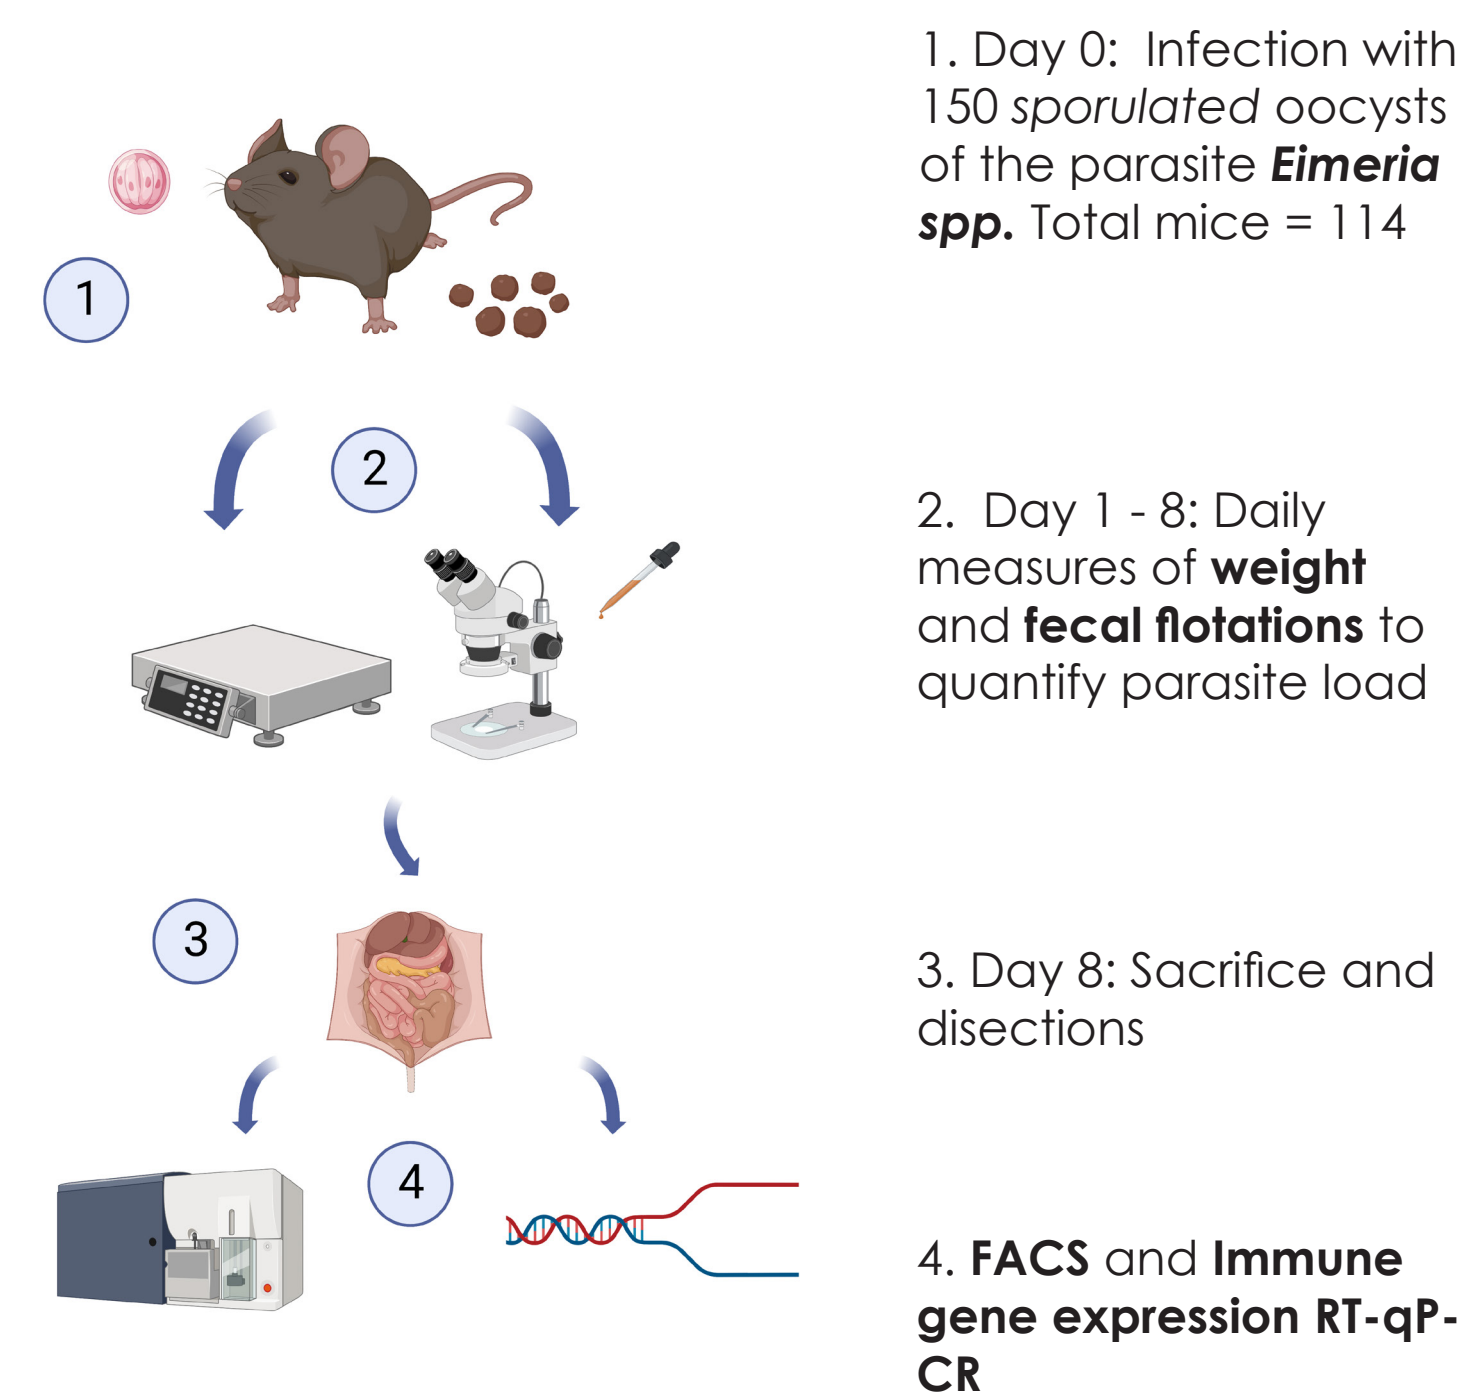 1. Day 0: Infection with
150 sporulated oocysts
of the parasite Eimeria
spp. Total mice = 114
1
2
2. Day 1 - 8: Daily
measures of weight
and fecal flotations to
quantify parasite load
3
3. Day 8: Sacrifice and
disections
4
4. FACS and Immune
gene expression RT-qP-
CR